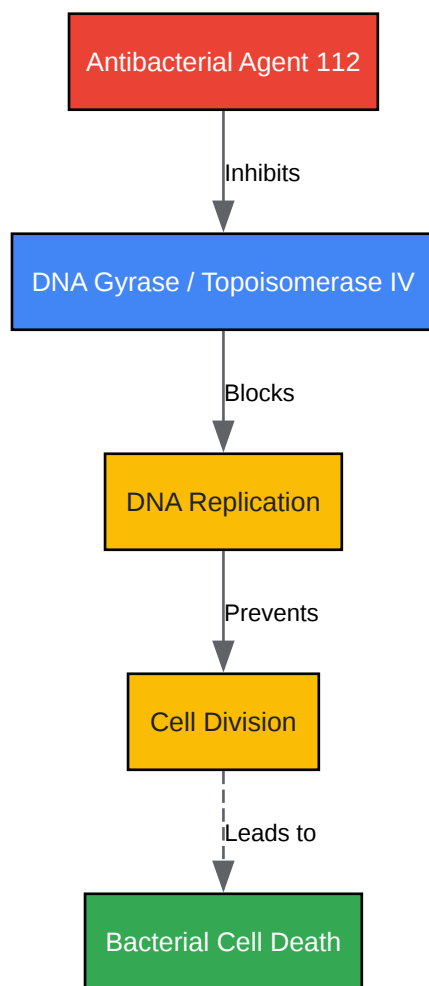 Antibacterial Agent 112
Inhibits
DNA Gyrase / Topoisomerase IV
Blocks
DNA Replication
Prevents
Cell Division
Leads to
Bacterial Cell Death